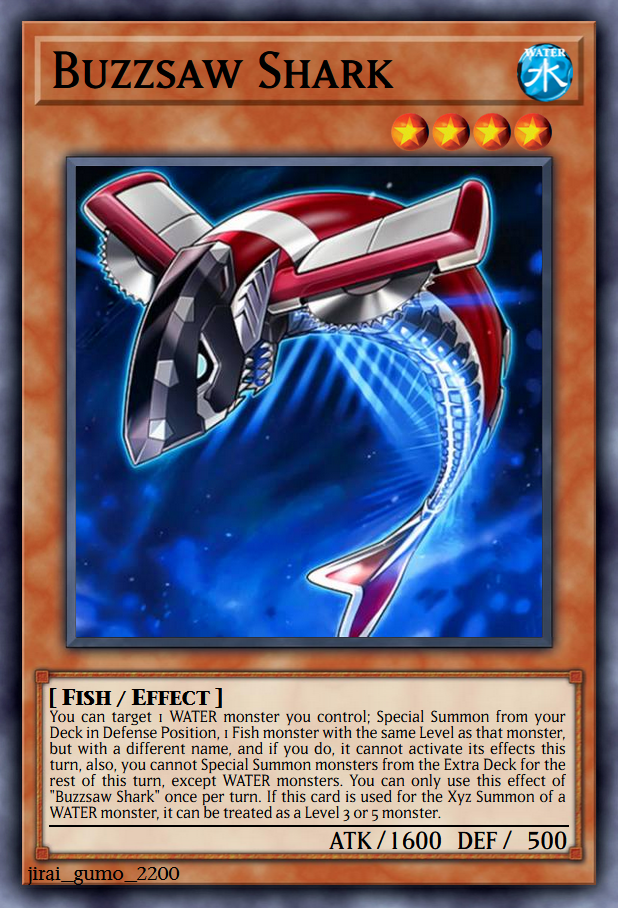 Buzzsaw Shark
WATER
水
[ Fish / Effect ]
You can target 1 WATER monster you control; Special Summon from your
Deck in Defense Position, 1 Fish monster with the same Level as that monster,
but with a different name, and if you do, it cannot activate its effects this
turn, also, you cannot Special Summon monsters from the Extra Deck for the
rest of this turn, except WATER monsters. You can only use this effect of
"Buzzsaw Shark" once per turn. If this card is used for the Xyz Summon of a
WATER monster, it can be treated as a Level 3 or 5 monster.
ATK / 1600 DEF / 500
jirai_gumo_2200